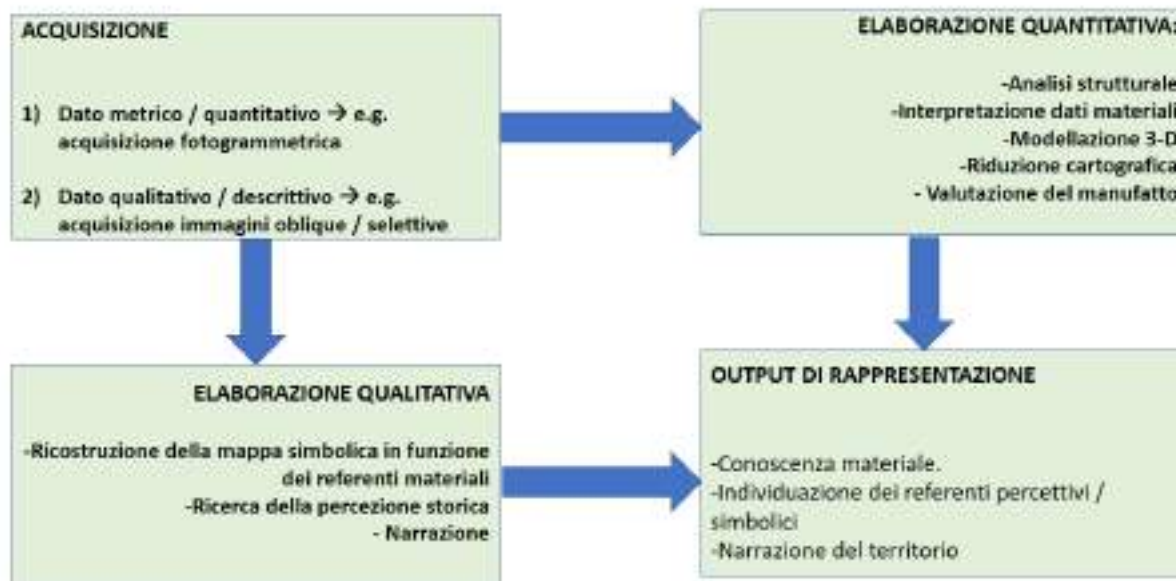 ACQUISIZIONE
1) Dato metrico / quantitativo → e.g.
acquisizione fotogrammetrica
2) Dato qualitativo / descrittivo → e.g.
acquisizione immagini oblique / selettive
ELABORAZIONE QUANTITATIVA:
-Analisi strutturale
-Interpretazione dati materiali
-Modellazione 3-D
-Riduzione cartografica
- Valutazione del manufatto
ELABORAZIONE QUALITATIVA
-Ricostruzione della mappa simbolica in funzione
dei referenti materiali
-Ricerca della percezione storica
- Narrazione
OUTPUT DI RAPPRESENTAZIONE
-Conoscenza materiale.
-Individuazione dei referenti percettivi /
simbolici
-Narrazione del territorio